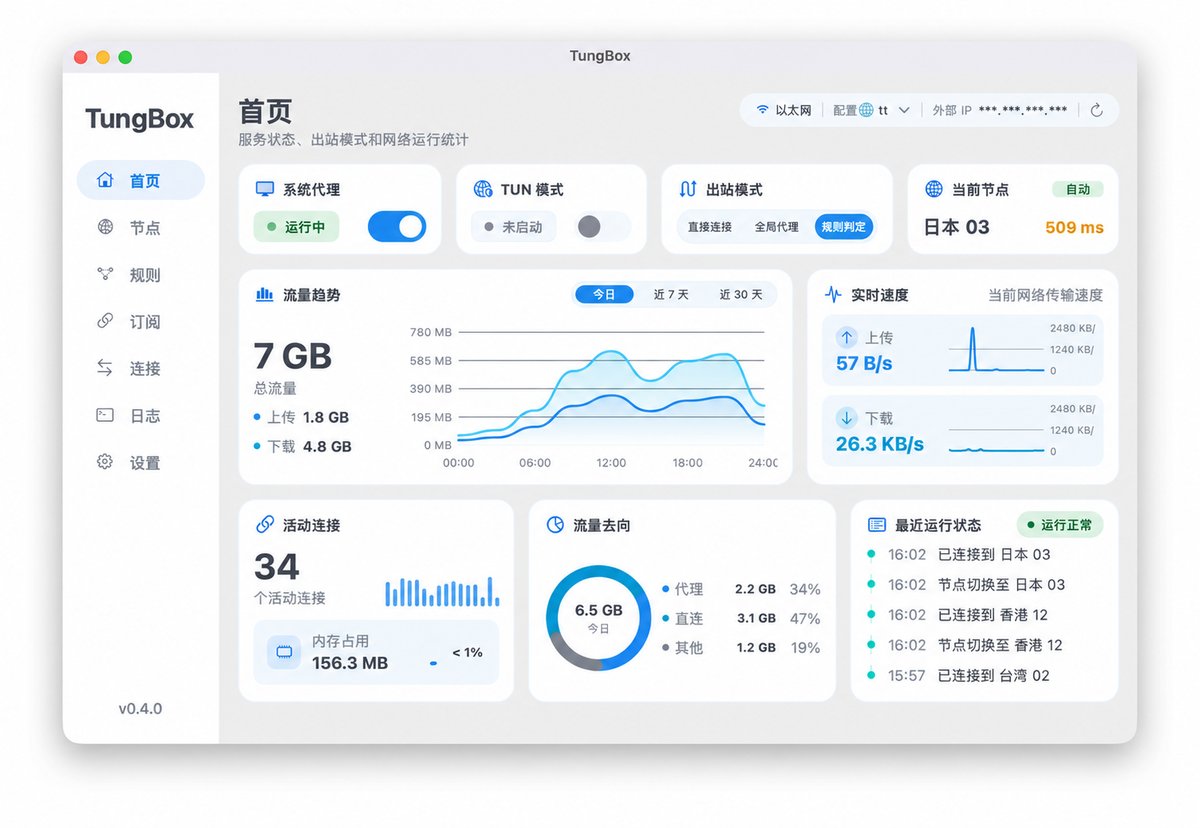 TungBox
TungBox
首页
节点
规则
订阅
连接
日志
设置
v0.4.0
首页
服务状态、出站模式和网络运行统计
以太网 配置 tt 外部 IP ***.***.***.***
系统代理
运行中
TUN 模式
未启动
出站模式
直接连接 全局代理 规则判定
当前节点 自动
日本 03 509 ms
流量趋势 今日 近 7 天 近 30 天
7 GB
总流量
上传 1.8 GB
下载 4.8 GB
780 MB
585 MB
390 MB
195 MB
0 MB
00:00 06:00 12:00 18:00 24:00
实时速度 当前网络传输速度
上传
57 B/s
2480 KB/
1240 KB/
0
下载
26.3 KB/s
2480 KB/
1240 KB/
0
活动连接
34
个活动连接
内存占用
156.3 MB
< 1%
流量去向
6.5 GB
今日
代理 2.2 GB 34%
直连 3.1 GB 47%
其他 1.2 GB 19%
最近运行状态 运行正常
16:02 已连接到 日本 03
16:02 节点切换至 日本 03
16:02 已连接到 香港 12
16:02 节点切换至 香港 12
15:57 已连接到 台湾 02